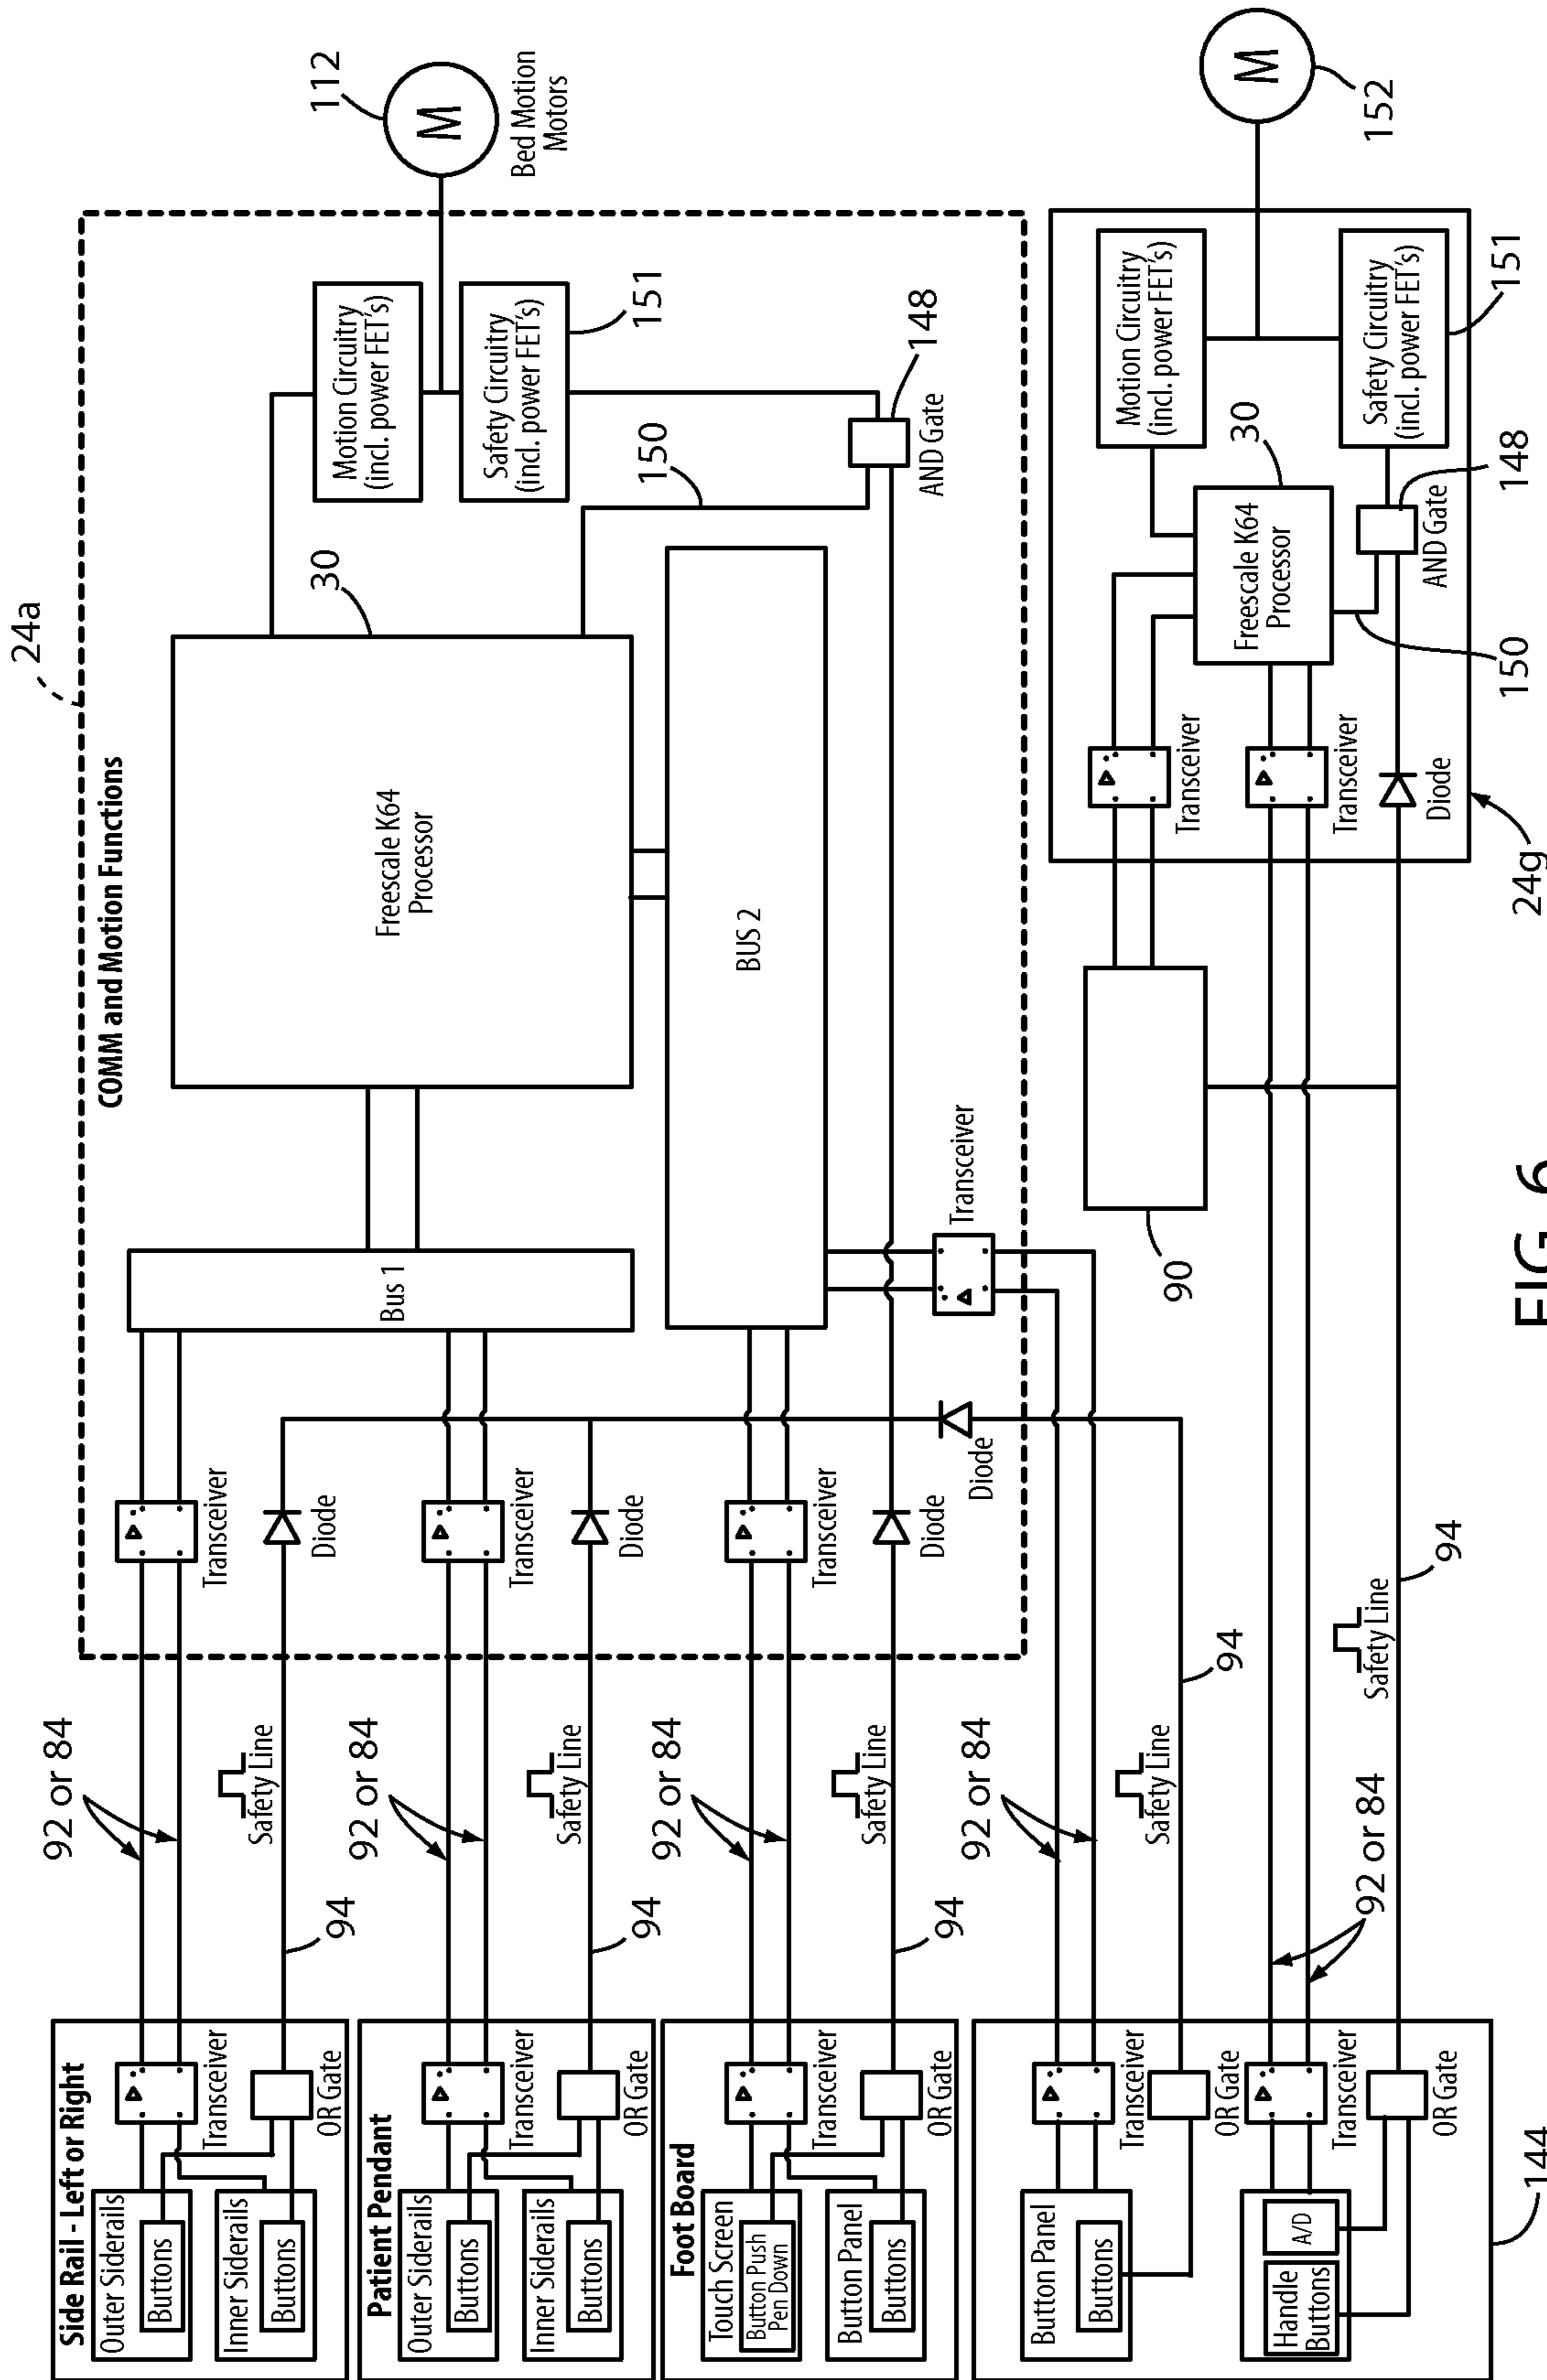 24a
COMM and Motion Functions
Side Rail - Left or Right
Outer Siderails
Buttons
Inner Siderails
Buttons
Transceiver
OR Gate
92 or 84
Safety Line
94
Transceiver
Diode
Patient Pendant
Outer Siderails
Buttons
Inner Siderails
Buttons
Transceiver
OR Gate
92 or 84
Safety Line
94
Transceiver
Diode
Bus 1
Freescale K64
Processor
30
Motion Circuitry
(incl. power FET's)
Safety Circuitry
(incl. power FET's)
151
M
112
Bed Motion
Motors
Foot Board
Touch Screen
Button Push
Pen Down
Button Panel
Buttons
Transceiver
OR Gate
92 or 84
Safety Line
94
Transceiver
Diode
Diode
BUS 2
Transceiver
150
148
AND Gate
Button Panel
Buttons
Transceiver
OR Gate
92 or 84
Safety Line
94
Handle
Buttons
A/D
Transceiver
OR Gate
144
92 or 84
Safety Line
94
90
Transceiver
Transceiver
Diode
24g
Freescale K64
Processor
30
150
AND Gate
148
Motion Circuitry
(incl. power FET's)
Safety Circuitry
(incl. power FET's)
151
M
152
FIG. 6